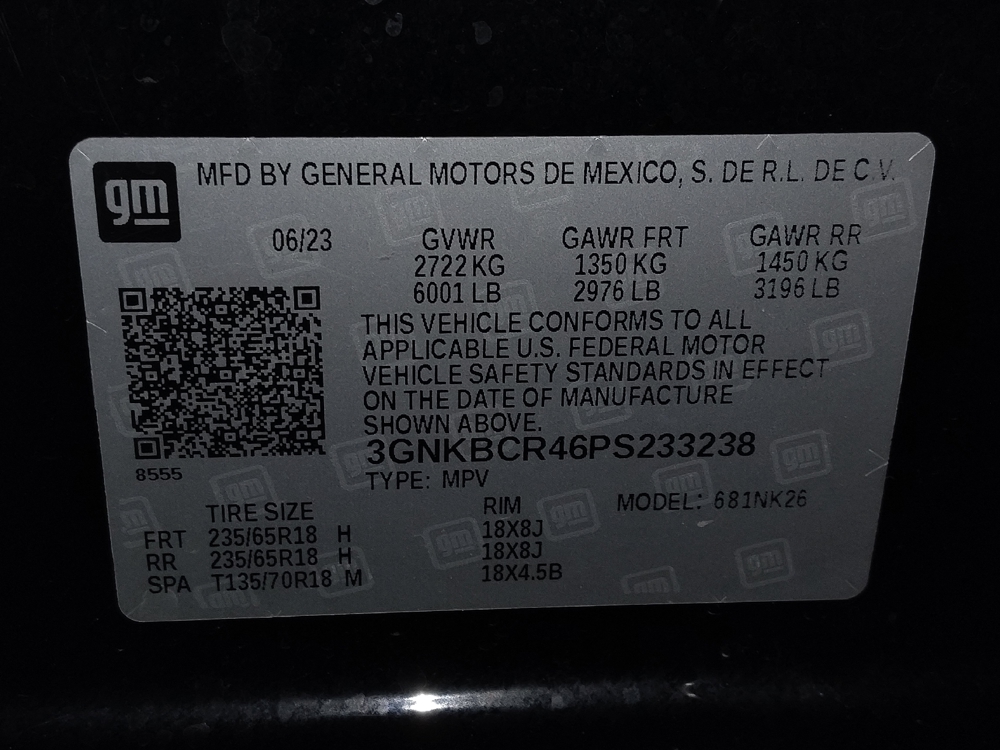 gm MFD BY GENERAL MOTORS DE MEXICO, S. DE R.L. DE C.V.
06/23 GVWR GAWR FRT GAWR RR
2722 KG 1350 KG 1450 KG
6001 LB 2976 LB 3196 LB
THIS VEHICLE CONFORMS TO ALL
APPLICABLE U.S. FEDERAL MOTOR
VEHICLE SAFETY STANDARDS IN EFFECT
ON THE DATE OF MANUFACTURE
SHOWN ABOVE.
3GNKBCR46PS233238
8555 TYPE: MPV
TIRE SIZE RIM MODEL: 681NK26
FRT 235/65R18 H 18X8J
RR 235/65R18 H 18X8J
SPA T135/70R18 M 18X4.5B